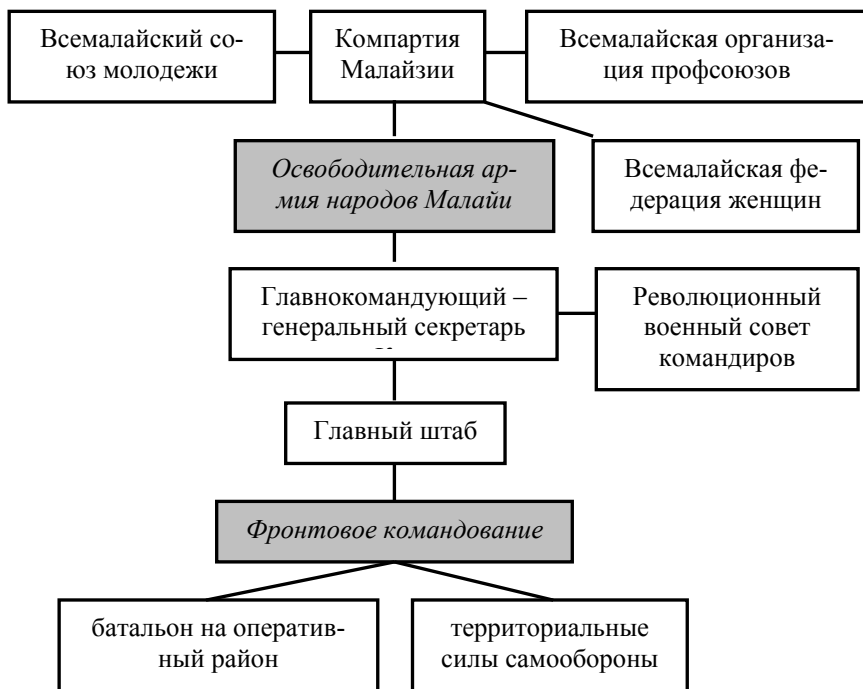 Всемалайский со-
юз молодежи
Компартия
Малайзии
Всемалайская организа-
ция профсоюзов
Освободительная ар-
мия народов Малайи
Всемалайская фе-
дерация женщин
Главнокомандующий –
генеральный секретарь
Революционный
военный совет
командиров
Главный штаб
Фронтовое командование
батальон на оператив-
ный район
территориальные
силы самообороны